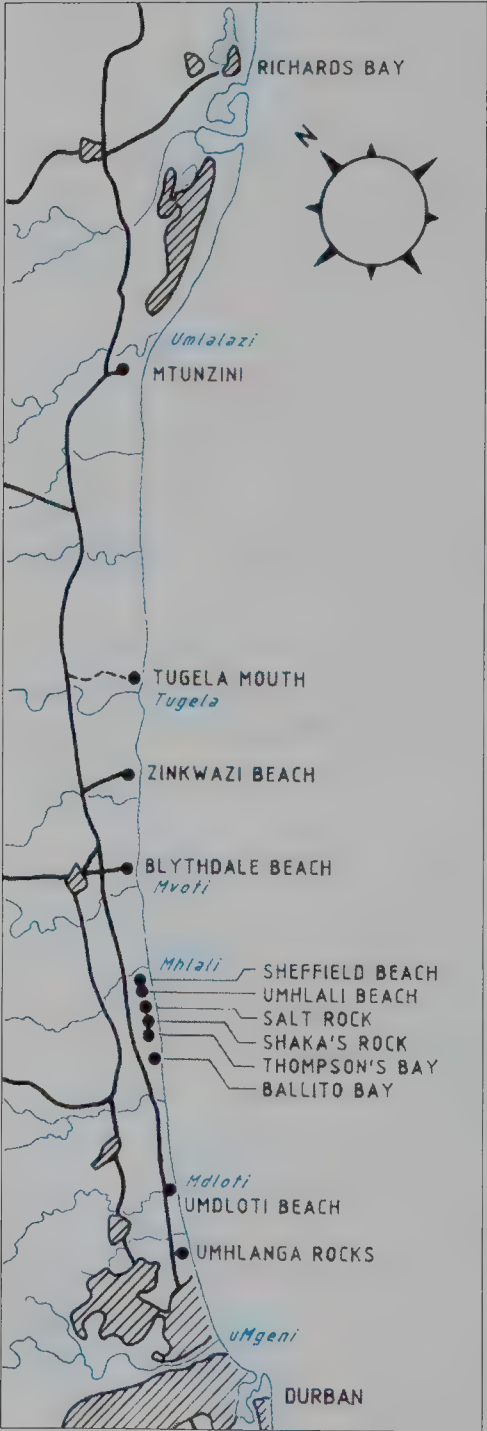 RICHARDS BAY
N
Umlalazi
MTUNZINI
TUGELA MOUTH
Tugela
ZINKWAZI BEACH
BLYTHDALE BEACH
Mvoti
Mhlali
SHEFFIELD BEACH
UMHLALI BEACH
SALT ROCK
SHAKA'S ROCK
THOMPSON'S BAY
BALLITO BAY
Mdloti
UMDLOTI BEACH
UMHLANGA ROCKS
uMgeni
DURBAN